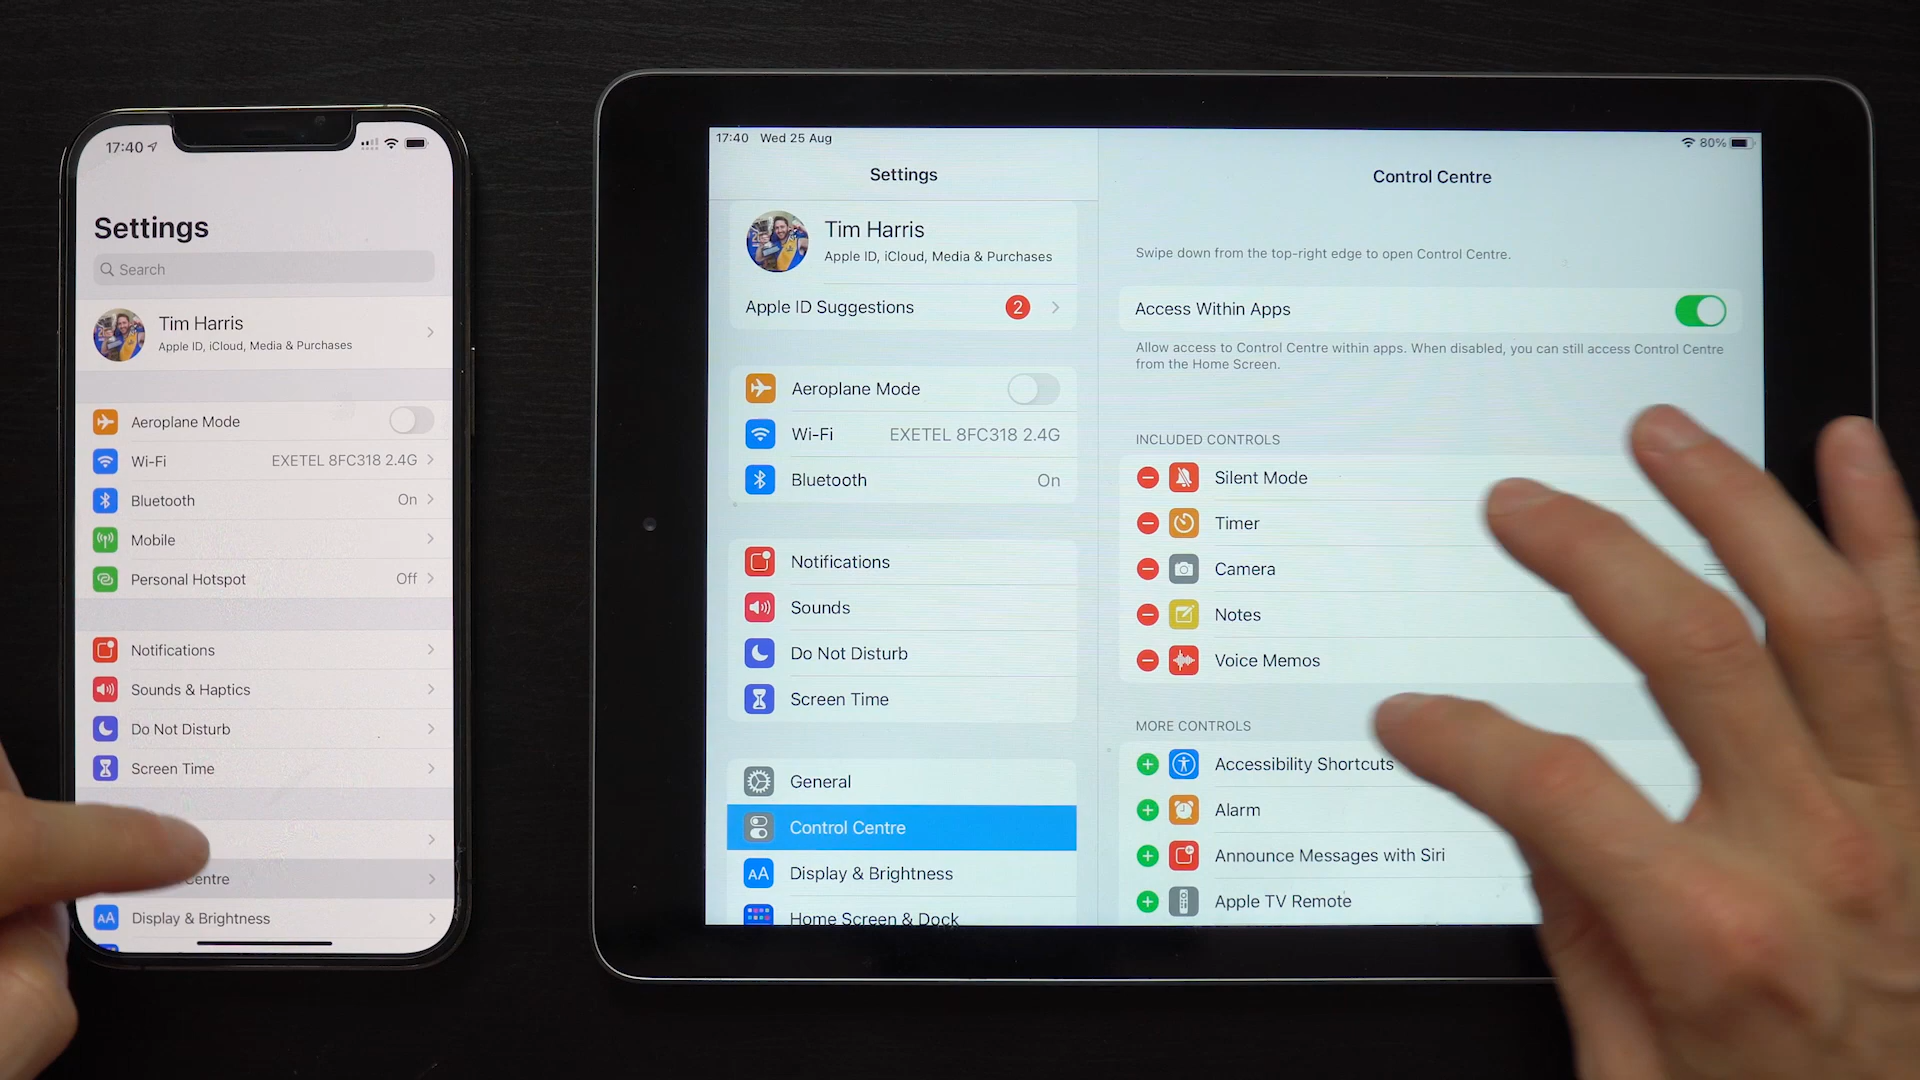 17:40
Settings
Search
Tim Harris
Apple ID, iCloud, Media & Purchases
Aeroplane Mode
Wi-Fi EXETEL 8FC318 2.4G
Bluetooth On
Mobile
Personal Hotspot Off
Notifications
Sounds & Haptics
Do Not Disturb
Screen Time
Centre
AA Display & Brightness
17:40 Wed 25 Aug
Settings
Tim Harris
Apple ID, iCloud, Media & Purchases
Apple ID Suggestions 2
Aeroplane Mode
Wi-Fi EXETEL 8FC318 2.4G
Bluetooth On
Notifications
Sounds
Do Not Disturb
Screen Time
General
Control Centre
AA Display & Brightness
Home Screen & Dock
80%
Control Centre
Swipe down from the top-right edge to open Control Centre.
Access Within Apps
Allow access to Control Centre within apps. When disabled, you can still access Control Centre
from the Home Screen.
INCLUDED CONTROLS
Silent Mode
Timer
Camera
Notes
Voice Memos
MORE CONTROLS
Accessibility Shortcuts
Alarm
Announce Messages with Siri
Apple TV Remote